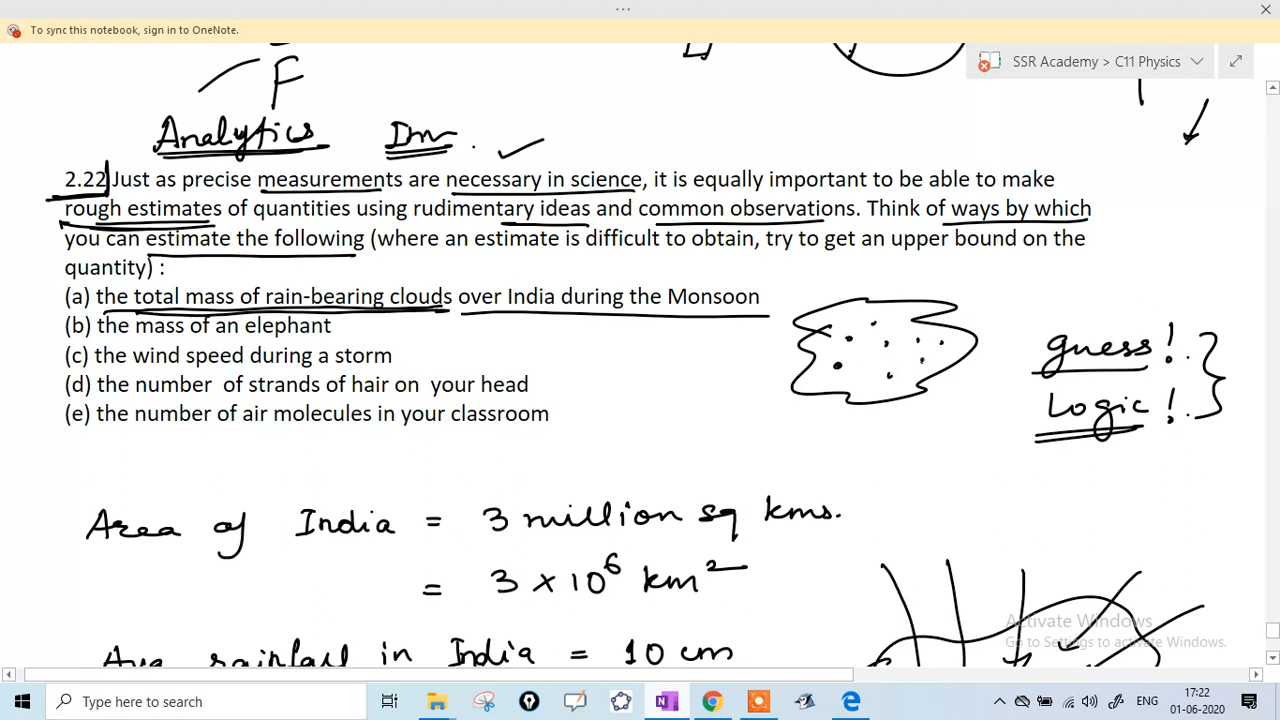 To sync this notebook, sign in to OneNote.
SSR Academy > C11 Physics
F
Analytics Dm.
2.22 Just as precise measurements are necessary in science, it is equally important to be able to make
rough estimates of quantities using rudimentary ideas and common observations. Think of ways by which
you can estimate the following (where an estimate is difficult to obtain, try to get an upper bound on the
quantity) :
(a) the total mass of rain-bearing clouds over India during the Monsoon
(b) the mass of an elephant
(c) the wind speed during a storm
(d) the number of strands of hair on your head
(e) the number of air molecules in your classroom
guess !
Logic !
Area of India = 3 million sq kms.
= 3 x 10^6 km^2
Avg rainfall in India = 10 cm
Activate Windows
Go to Settings to activate Windows.
Type here to search
ENG
17:22
01-06-2020